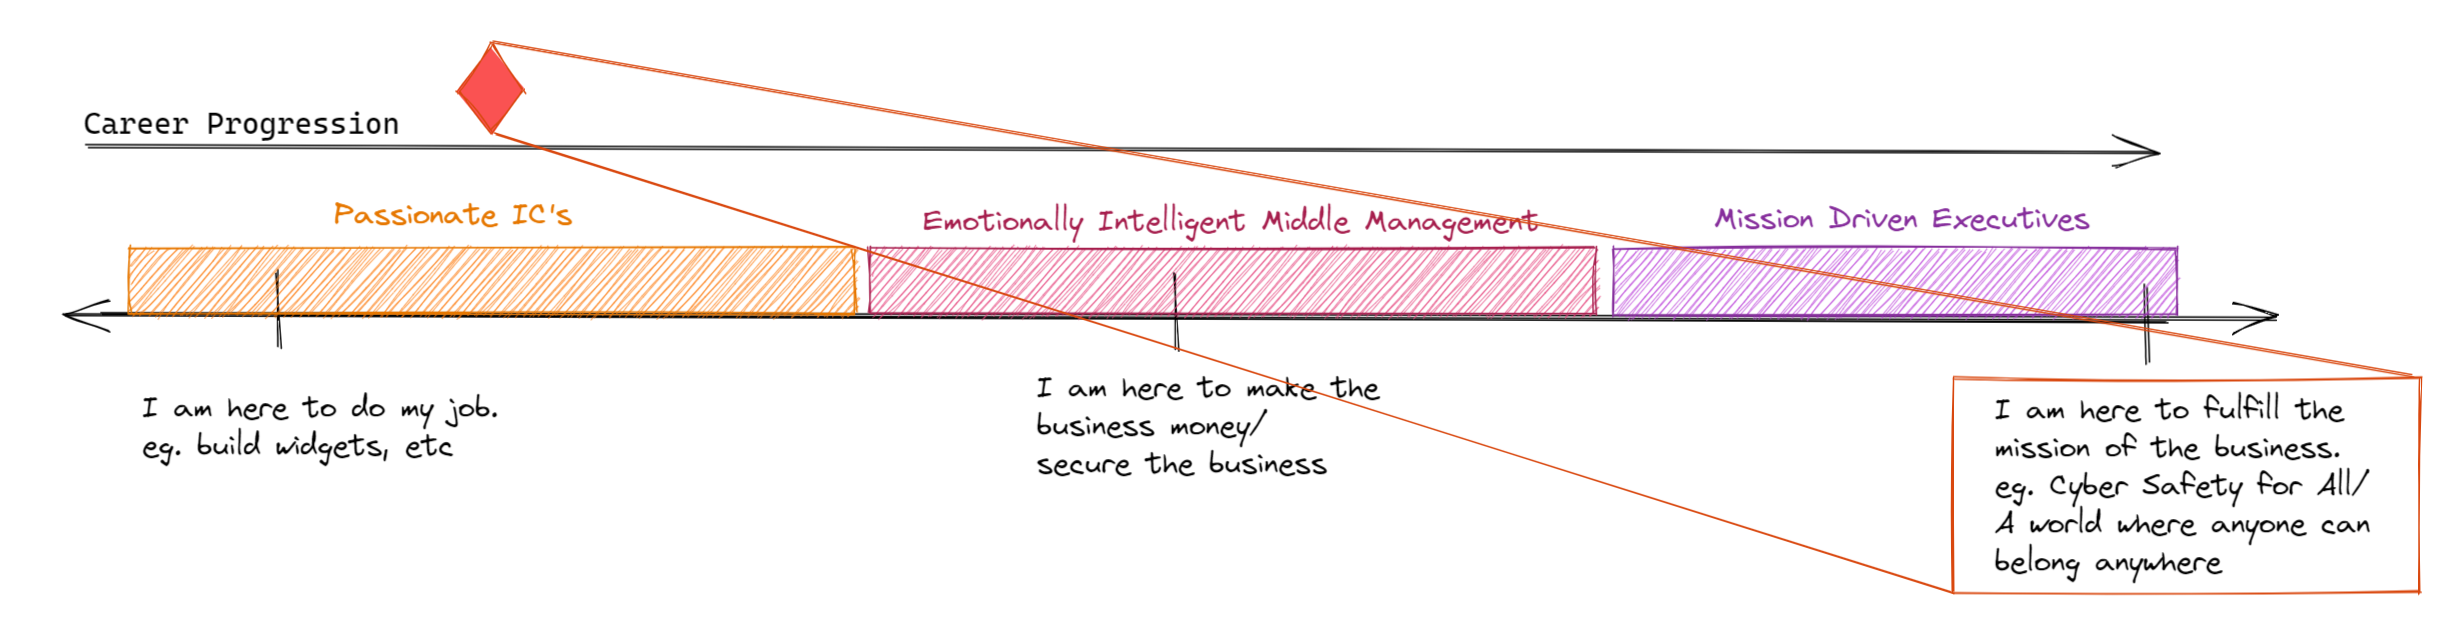 Career Progression
Passionate IC's
Emotionally Intelligent Middle Management
Mission Driven Executives
I am here to do my job.
eg. build widgets, etc
I am here to make the
business money/
secure the business
I am here to fulfill the
mission of the business.
eg. Cyber Safety for All/
A world where anyone can
belong anywhere